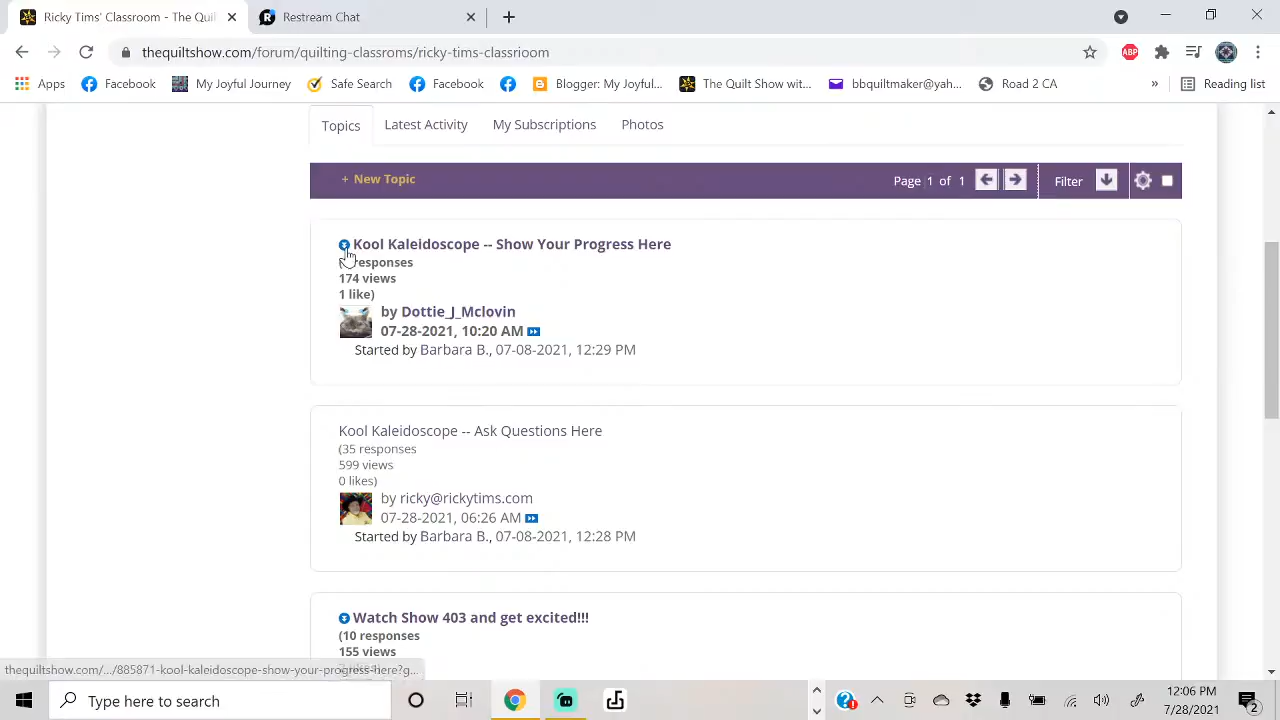 Ricky Tims' Classroom - The Qui
Restream Chat
thequiltshow.com/forum/quilting-classroms/ricky-tims-classrioom
Apps
Facebook
My Joyful Journey
Safe Search
Facebook
Blogger: My Joyful...
The Quilt Show wit...
bbquiltmaker@yah...
Road 2 CA
»
Reading list
ABP
Topics
Latest Activity
My Subscriptions
Photos
+ New Topic
Page 1 of 1
Filter
Kool Kaleidoscope -- Show Your Progress Here
responses
174 views
1 like)
by Dottie_J_Mclovin
07-28-2021, 10:20 AM
Started by Barbara B., 07-08-2021, 12:29 PM
Kool Kaleidoscope -- Ask Questions Here
(35 responses
599 views
0 likes)
by ricky@rickytims.com
07-28-2021, 06:26 AM
Started by Barbara B., 07-08-2021, 12:28 PM
Watch Show 403 and get excited!!!
(10 responses
155 views
thequiltshow.com/.../885871-kool-kaleidoscope-show-your-progress-here?g...
Type here to search
12:06 PM
7/28/2021
2